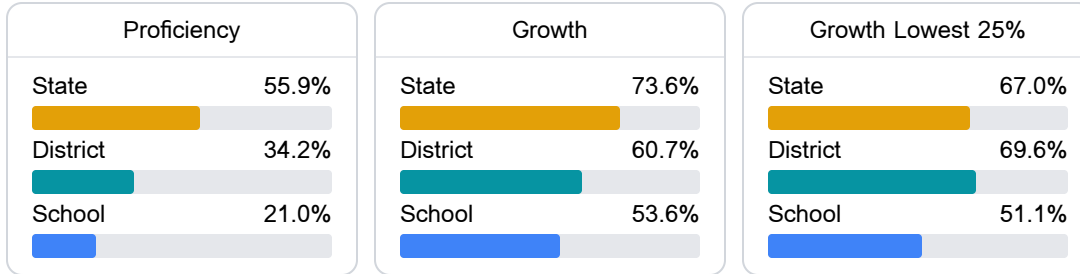 Proficiency
State 55.9%
District 34.2%
School 21.0%
Growth
State 73.6%
District 60.7%
School 53.6%
Growth Lowest 25%
State 67.0%
District 69.6%
School 51.1%